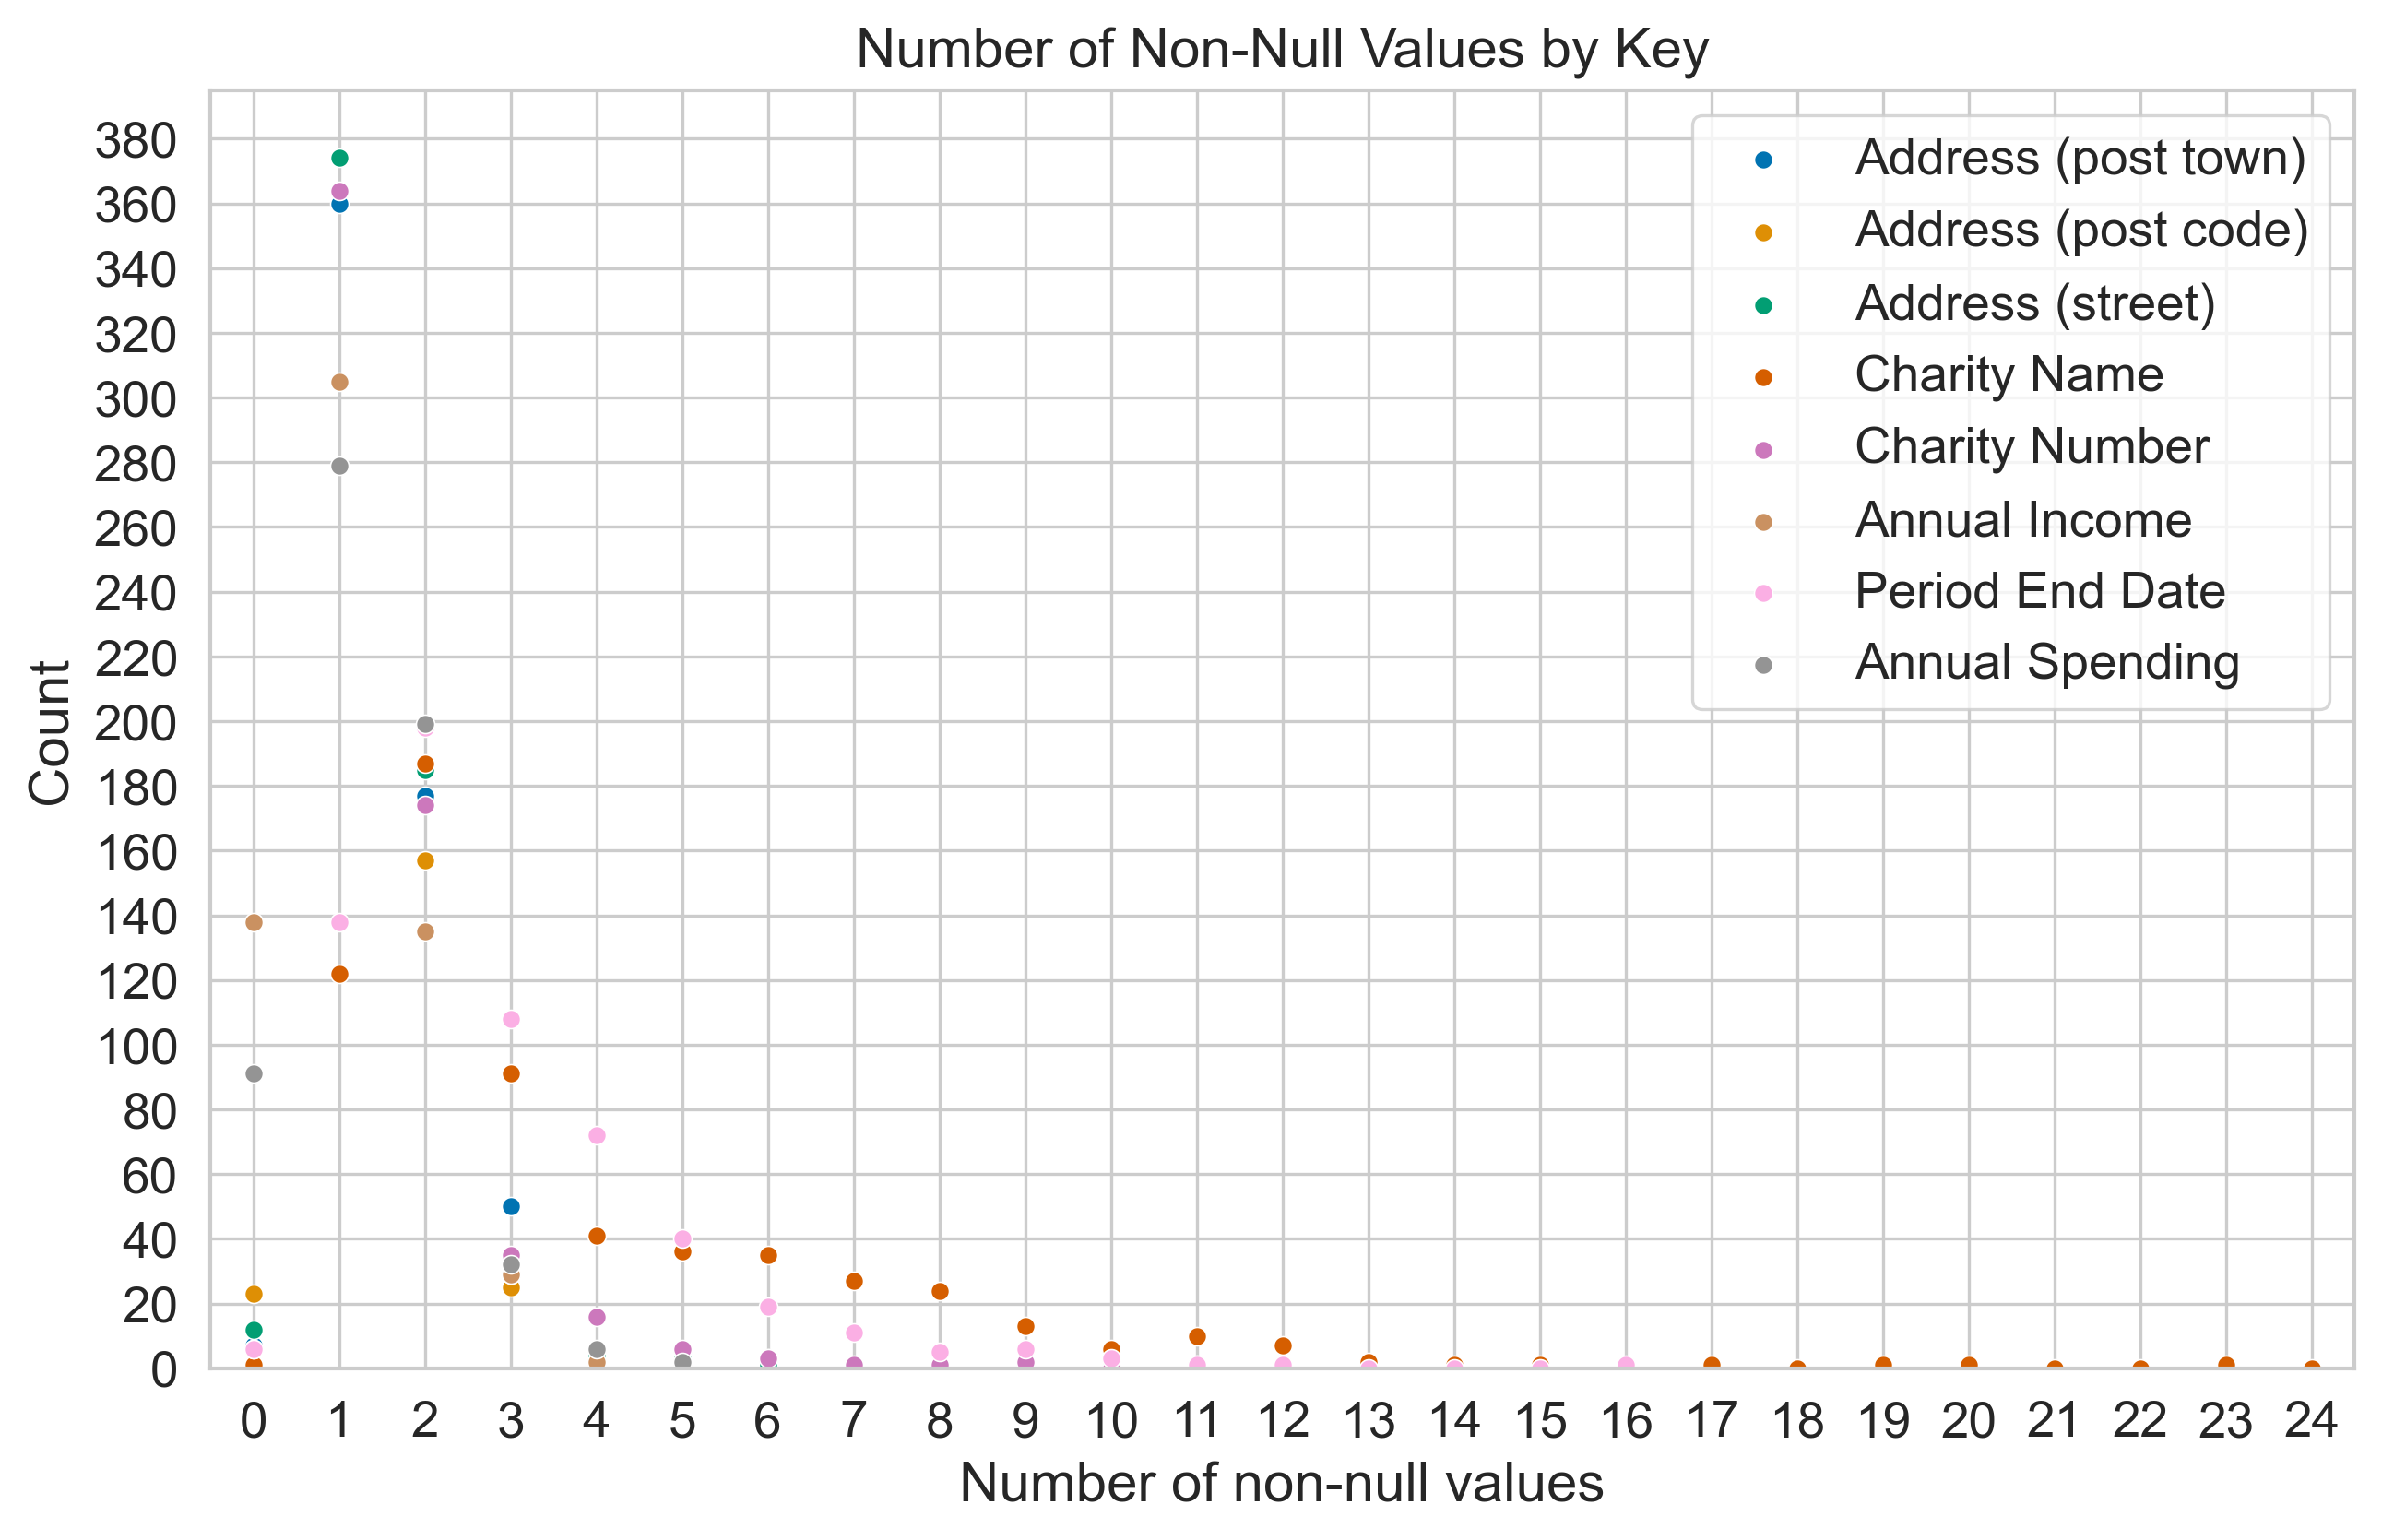 Number of Non-Null Values by Key
380
360
340
320
300
280
260
240
220
200
180
160
140
120
100
80
60
40
20
0
Count
Address (post town)
Address (post code)
Address (street)
Charity Name
Charity Number
Annual Income
Period End Date
Annual Spending
0 1 2 3 4 5 6 7 8 9 10 11 12 13 14 15 16 17 18 19 20 21 22 23 24
Number of non-null values